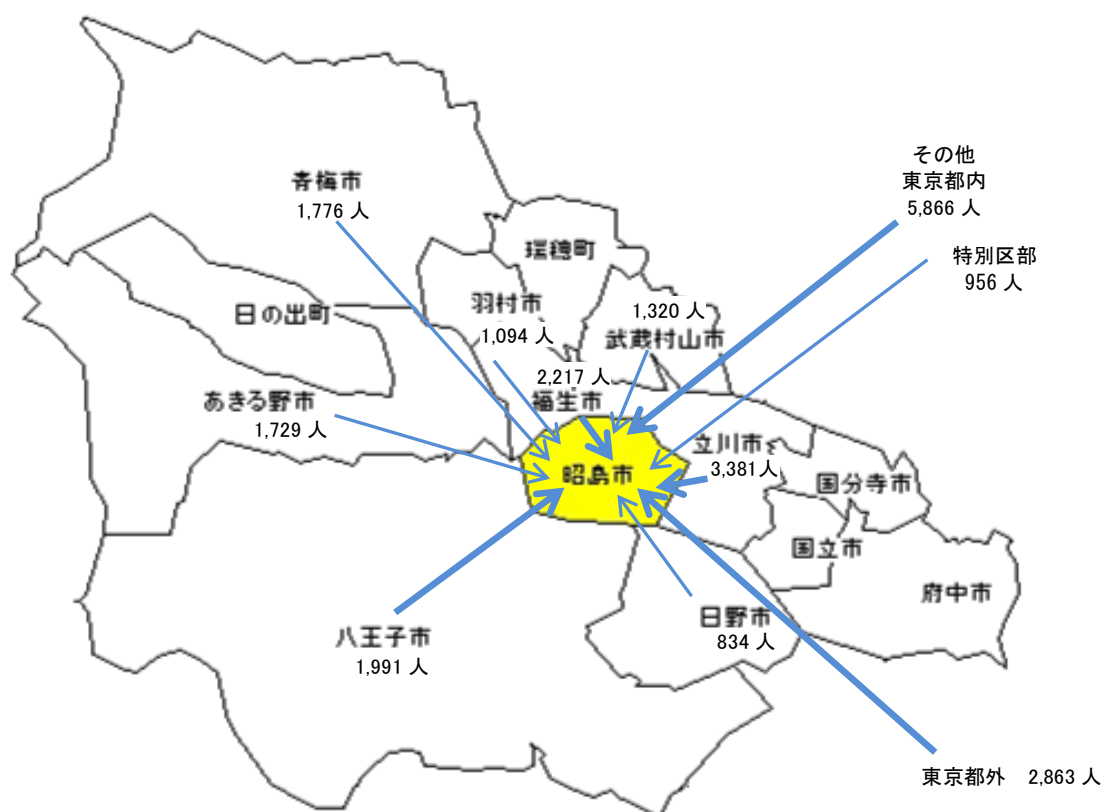 その他
東京都内
5,866 人
青梅市
1,776 人
瑞穂町
特別区部
956 人
羽村市
1,094 人
日の出町
1,320 人
武蔵村山市
2,217 人
福生市
あきる野市
1,729 人
立川市
3,381人
昭島市
国分寺市
国立市
府中市
日野市
834 人
八王子市
1,991 人
東京都外　2,863 人